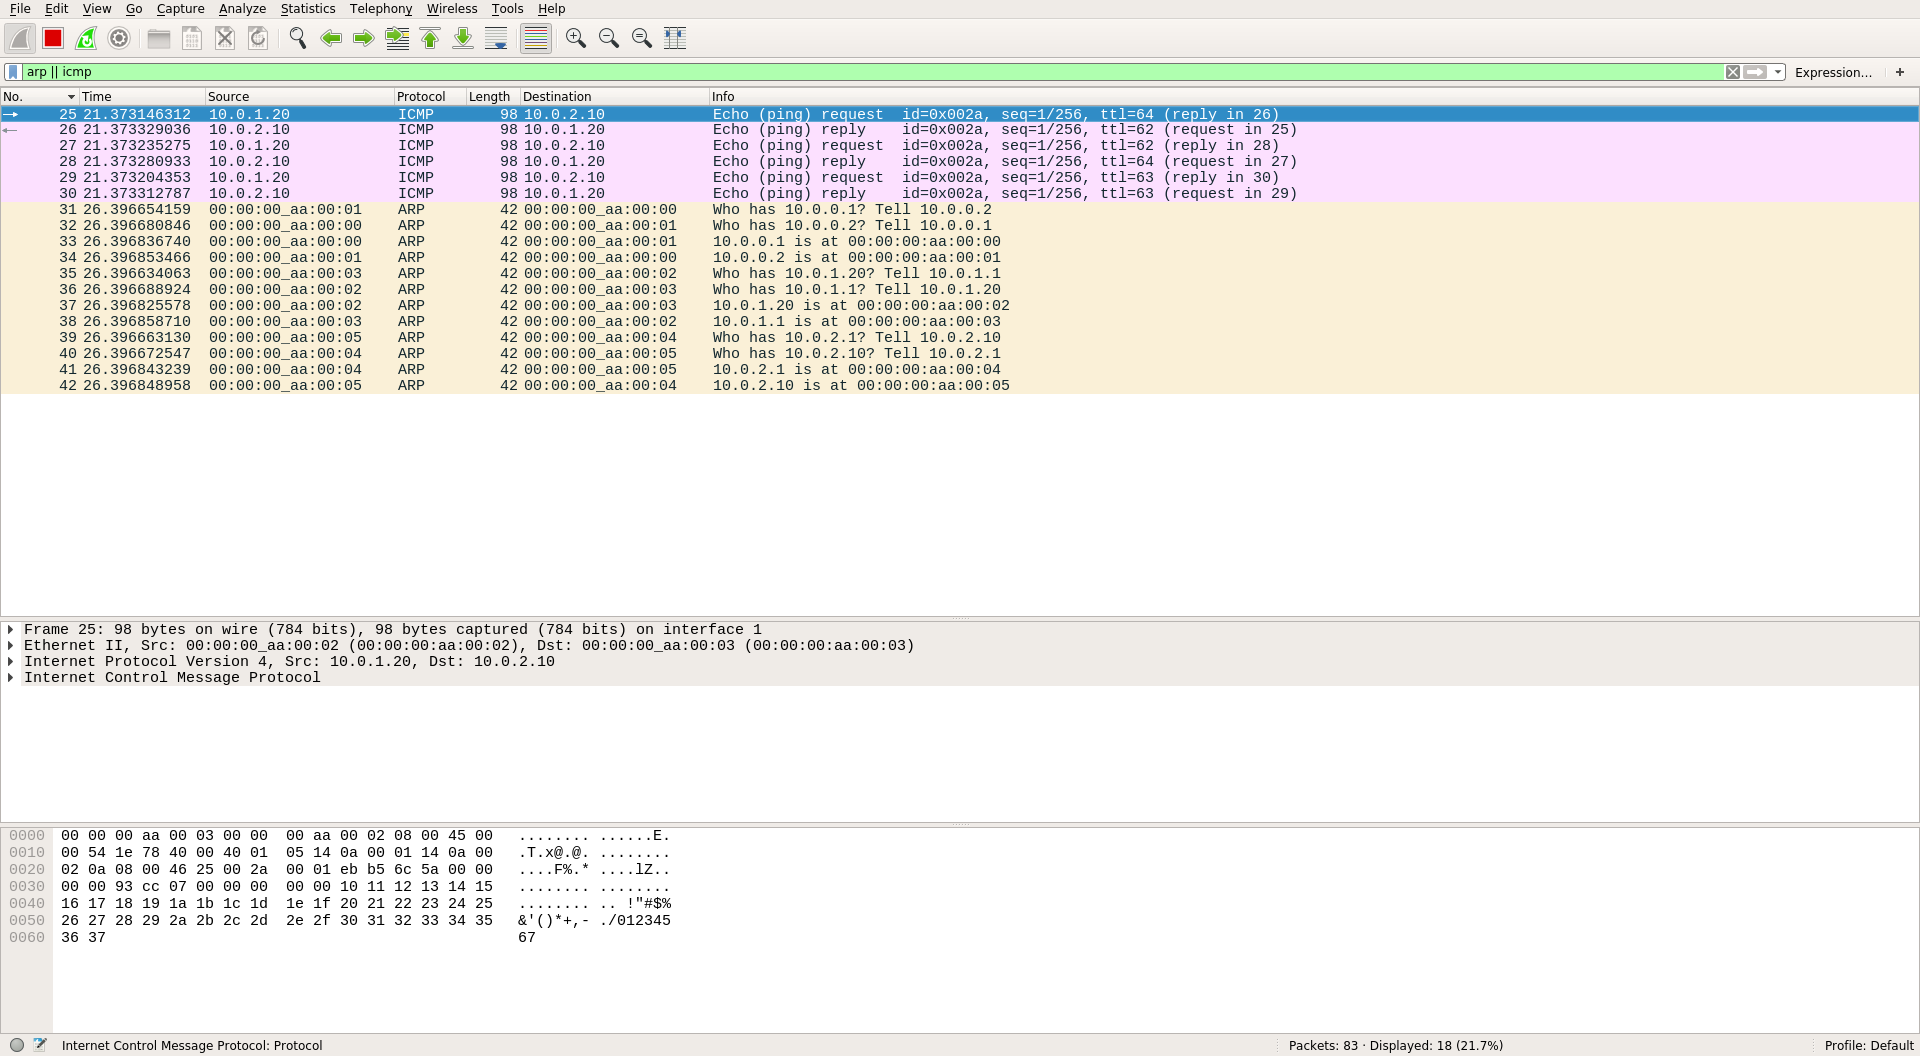 File Edit View Go Capture Analyze Statistics Telephony Wireless Tools Help
arp || icmp Expression… +
No. Time Source Protocol Length Destination Info
25 21.373146312 10.0.1.20 ICMP 98 10.0.2.10 Echo (ping) request id=0x002a, seq=1/256, ttl=64 (reply in 26)
26 21.373329036 10.0.2.10 ICMP 98 10.0.1.20 Echo (ping) reply id=0x002a, seq=1/256, ttl=62 (request in 25)
27 21.373235275 10.0.1.20 ICMP 98 10.0.2.10 Echo (ping) request id=0x002a, seq=1/256, ttl=62 (reply in 28)
28 21.373280933 10.0.2.10 ICMP 98 10.0.1.20 Echo (ping) reply id=0x002a, seq=1/256, ttl=64 (request in 27)
29 21.373204353 10.0.1.20 ICMP 98 10.0.2.10 Echo (ping) request id=0x002a, seq=1/256, ttl=63 (reply in 30)
30 21.373312787 10.0.2.10 ICMP 98 10.0.1.20 Echo (ping) reply id=0x002a, seq=1/256, ttl=63 (request in 29)
31 26.396654159 00:00:00_aa:00:01 ARP 42 00:00:00_aa:00:00 Who has 10.0.0.1? Tell 10.0.0.2
32 26.396680846 00:00:00_aa:00:00 ARP 42 00:00:00_aa:00:01 Who has 10.0.0.2? Tell 10.0.0.1
33 26.396836740 00:00:00_aa:00:00 ARP 42 00:00:00_aa:00:01 10.0.0.1 is at 00:00:00:aa:00:00
34 26.396853466 00:00:00_aa:00:01 ARP 42 00:00:00_aa:00:00 10.0.0.2 is at 00:00:00:aa:00:01
35 26.396634063 00:00:00_aa:00:03 ARP 42 00:00:00_aa:00:02 Who has 10.0.1.20? Tell 10.0.1.1
36 26.396688924 00:00:00_aa:00:02 ARP 42 00:00:00_aa:00:03 Who has 10.0.1.1? Tell 10.0.1.20
37 26.396825578 00:00:00_aa:00:02 ARP 42 00:00:00_aa:00:03 10.0.1.20 is at 00:00:00:aa:00:02
38 26.396858710 00:00:00_aa:00:03 ARP 42 00:00:00_aa:00:02 10.0.1.1 is at 00:00:00:aa:00:03
39 26.396663130 00:00:00_aa:00:05 ARP 42 00:00:00_aa:00:04 Who has 10.0.2.1? Tell 10.0.2.10
40 26.396672547 00:00:00_aa:00:04 ARP 42 00:00:00_aa:00:05 Who has 10.0.2.10? Tell 10.0.2.1
41 26.396843239 00:00:00_aa:00:04 ARP 42 00:00:00_aa:00:05 10.0.2.1 is at 00:00:00:aa:00:04
42 26.396848958 00:00:00_aa:00:05 ARP 42 00:00:00_aa:00:04 10.0.2.10 is at 00:00:00:aa:00:05
Frame 25: 98 bytes on wire (784 bits), 98 bytes captured (784 bits) on interface 1
Ethernet II, Src: 00:00:00_aa:00:02 (00:00:00:aa:00:02), Dst: 00:00:00_aa:00:03 (00:00:00:aa:00:03)
Internet Protocol Version 4, Src: 10.0.1.20, Dst: 10.0.2.10
Internet Control Message Protocol
0000 00 00 00 aa 00 03 00 00 00 aa 00 02 08 00 45 00 ........ ......E.
0010 00 54 1e 78 40 00 40 01 05 14 0a 00 01 14 0a 00 .T.x@.@. ........
0020 02 0a 08 00 46 25 00 2a 00 01 eb b5 6c 5a 00 00 ....F%.* ....lZ..
0030 00 00 93 cc 07 00 00 00 00 00 10 11 12 13 14 15 ........ ........
0040 16 17 18 19 1a 1b 1c 1d 1e 1f 20 21 22 23 24 25 ........ .. !"#$%
0050 26 27 28 29 2a 2b 2c 2d 2e 2f 30 31 32 33 34 35 &'()*+,- ./012345
0060 36 37 67
Internet Control Message Protocol: Protocol Packets: 83 · Displayed: 18 (21.7%) Profile: Default